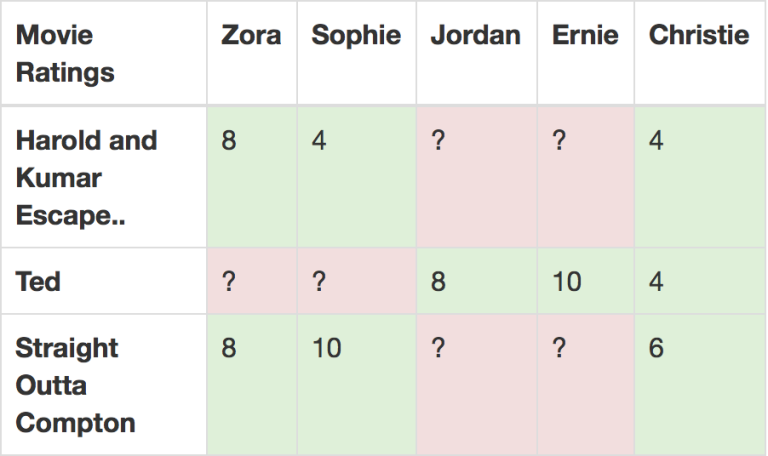 Movie Ratings Zora Sophie Jordan Ernie Christie
Harold and Kumar Escape.. 8 4 ? ? 4
Ted ? ? 8 10 4
Straight Outta Compton 8 10 ? ? 6